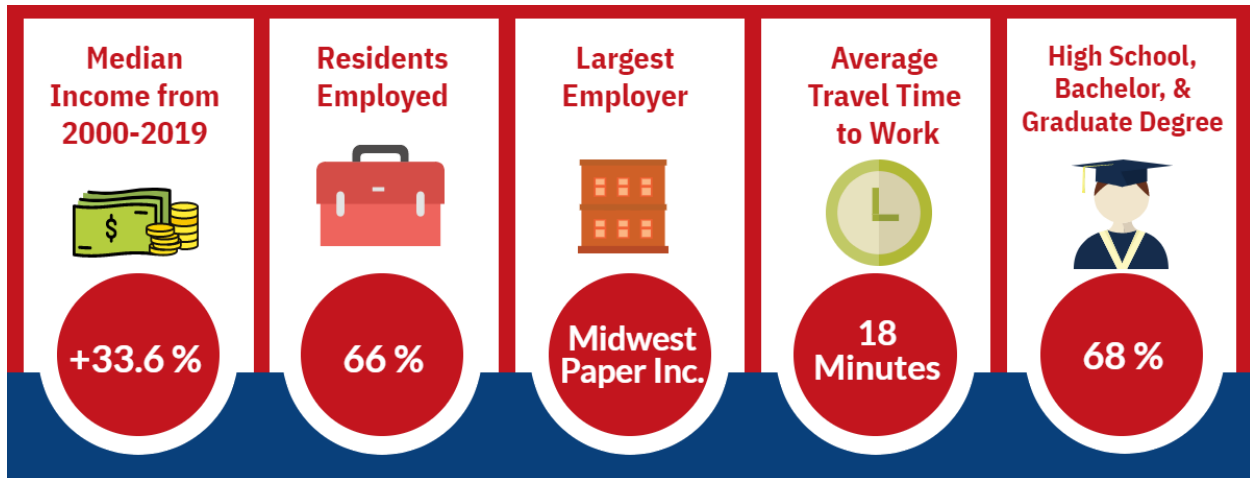 Median
Income from
2000-2019
$
+33.6 %
Residents
Employed
66 %
Largest
Employer
Midwest
Paper Inc.
Average
Travel Time
to Work
18
Minutes
High School,
Bachelor, &
Graduate Degree
68 %